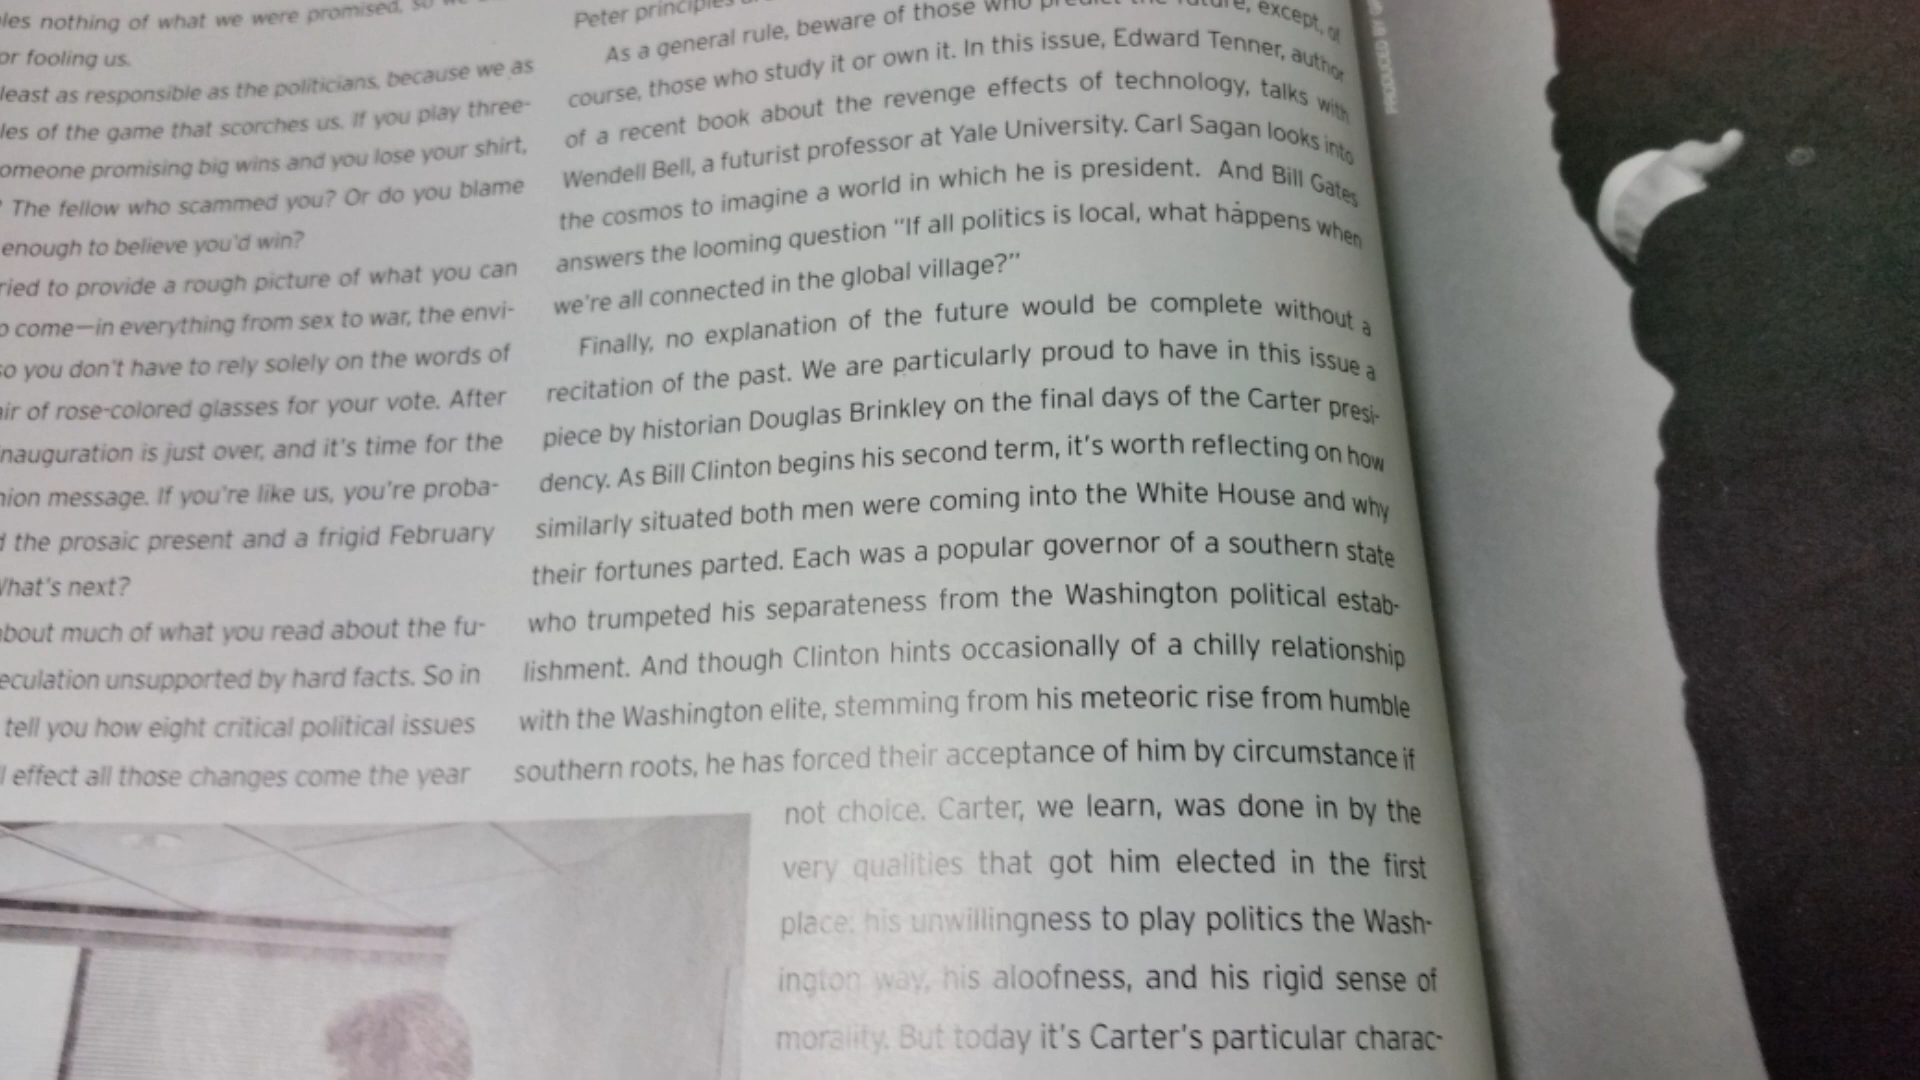 les nothing of what we were promised, so we
or fooling us.
least as responsible as the politicians, because we as
les of the game that scorches us. If you play three-
omeone promising big wins and you lose your shirt,
? The fellow who scammed you? Or do you blame
enough to believe you'd win?
ried to provide a rough picture of what you can
o come—in everything from sex to war, the envi-
so you don't have to rely solely on the words of
air of rose-colored glasses for your vote. After
nauguration is just over, and it's time for the
nion message. If you're like us, you're proba-
d the prosaic present and a frigid February
What's next?
about much of what you read about the fu-
eculation unsupported by hard facts. So in
tell you how eight critical political issues
l effect all those changes come the year
Peter principles
As a general rule, beware of those who predict the future, except, of
course, those who study it or own it. In this issue, Edward Tenner, author
of a recent book about the revenge effects of technology, talks with
Wendell Bell, a futurist professor at Yale University. Carl Sagan looks into
the cosmos to imagine a world in which he is president. And Bill Gates
answers the looming question "If all politics is local, what happens when
we're all connected in the global village?"
Finally, no explanation of the future would be complete without a
recitation of the past. We are particularly proud to have in this issue a
piece by historian Douglas Brinkley on the final days of the Carter presi-
dency. As Bill Clinton begins his second term, it's worth reflecting on how
similarly situated both men were coming into the White House and why
their fortunes parted. Each was a popular governor of a southern state
who trumpeted his separateness from the Washington political estab-
lishment. And though Clinton hints occasionally of a chilly relationship
with the Washington elite, stemming from his meteoric rise from humble
southern roots, he has forced their acceptance of him by circumstance if
not choice. Carter, we learn, was done in by the
very qualities that got him elected in the first
place: his unwillingness to play politics the Wash-
ington way, his aloofness, and his rigid sense of
morality. But today it's Carter's particular charac-
PRODUCED BY